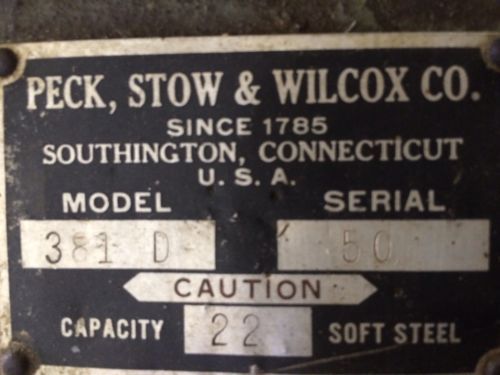 PECK, STOW & WILCOX CO.
SINCE 1785
SOUTHINGTON, CONNECTICUT
U. S. A.
MODEL SERIAL
381 D 50
CAUTION
CAPACITY 22 SOFT STEEL